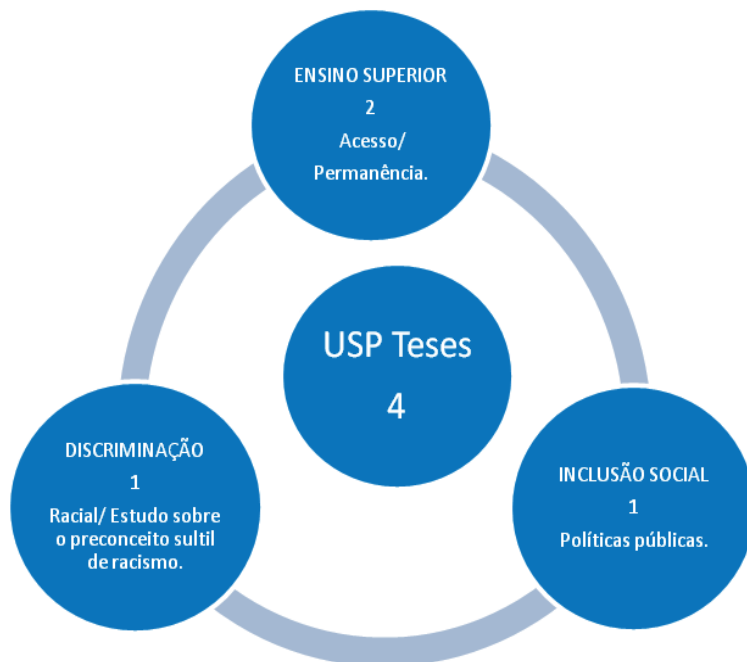 ENSINO SUPERIOR
2
Acesso/
Permanência.
USP Teses
4
DISCRIMINAÇÃO
1
Racial/ Estudo sobre
o preconceito sultil
de racismo.
INCLUSÃO SOCIAL
1
Políticas públicas.